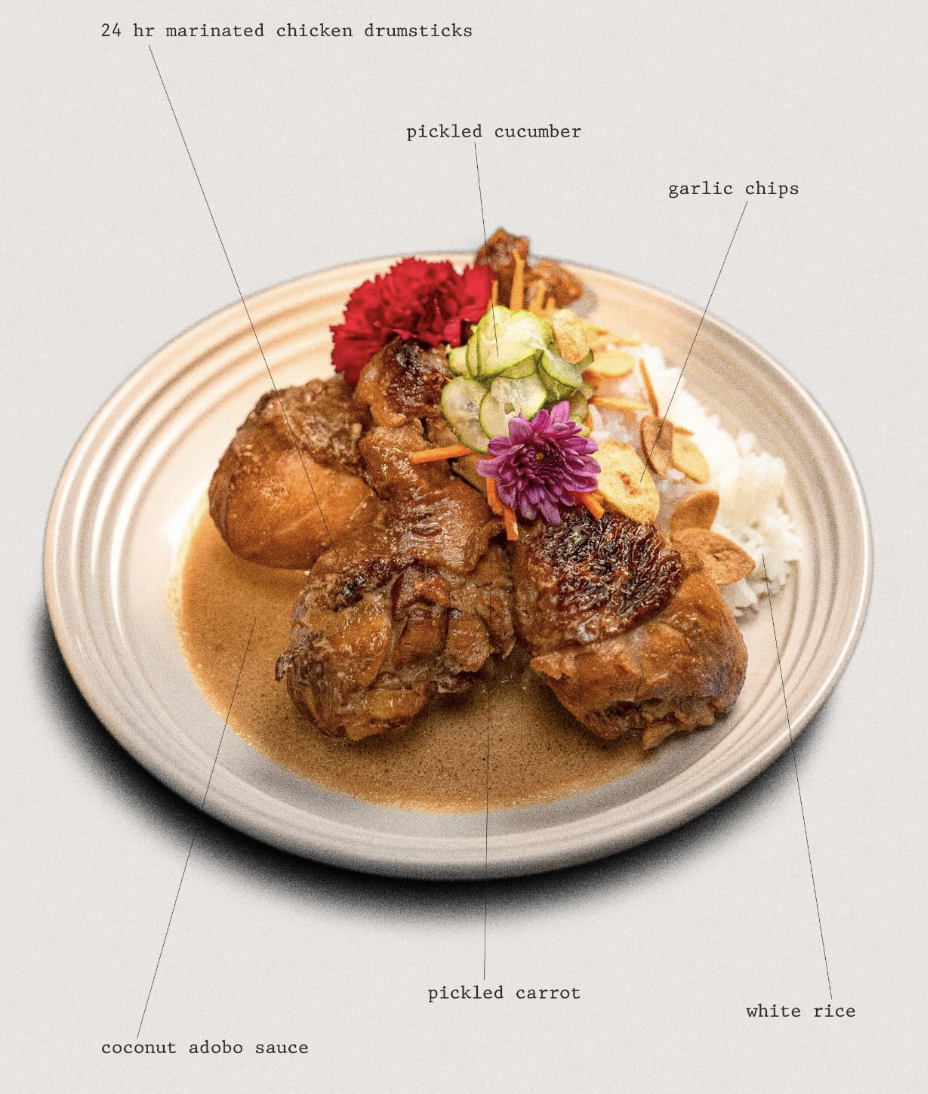 24 hr marinated chicken drumsticks
pickled cucumber
garlic chips
pickled carrot
white rice
coconut adobo sauce